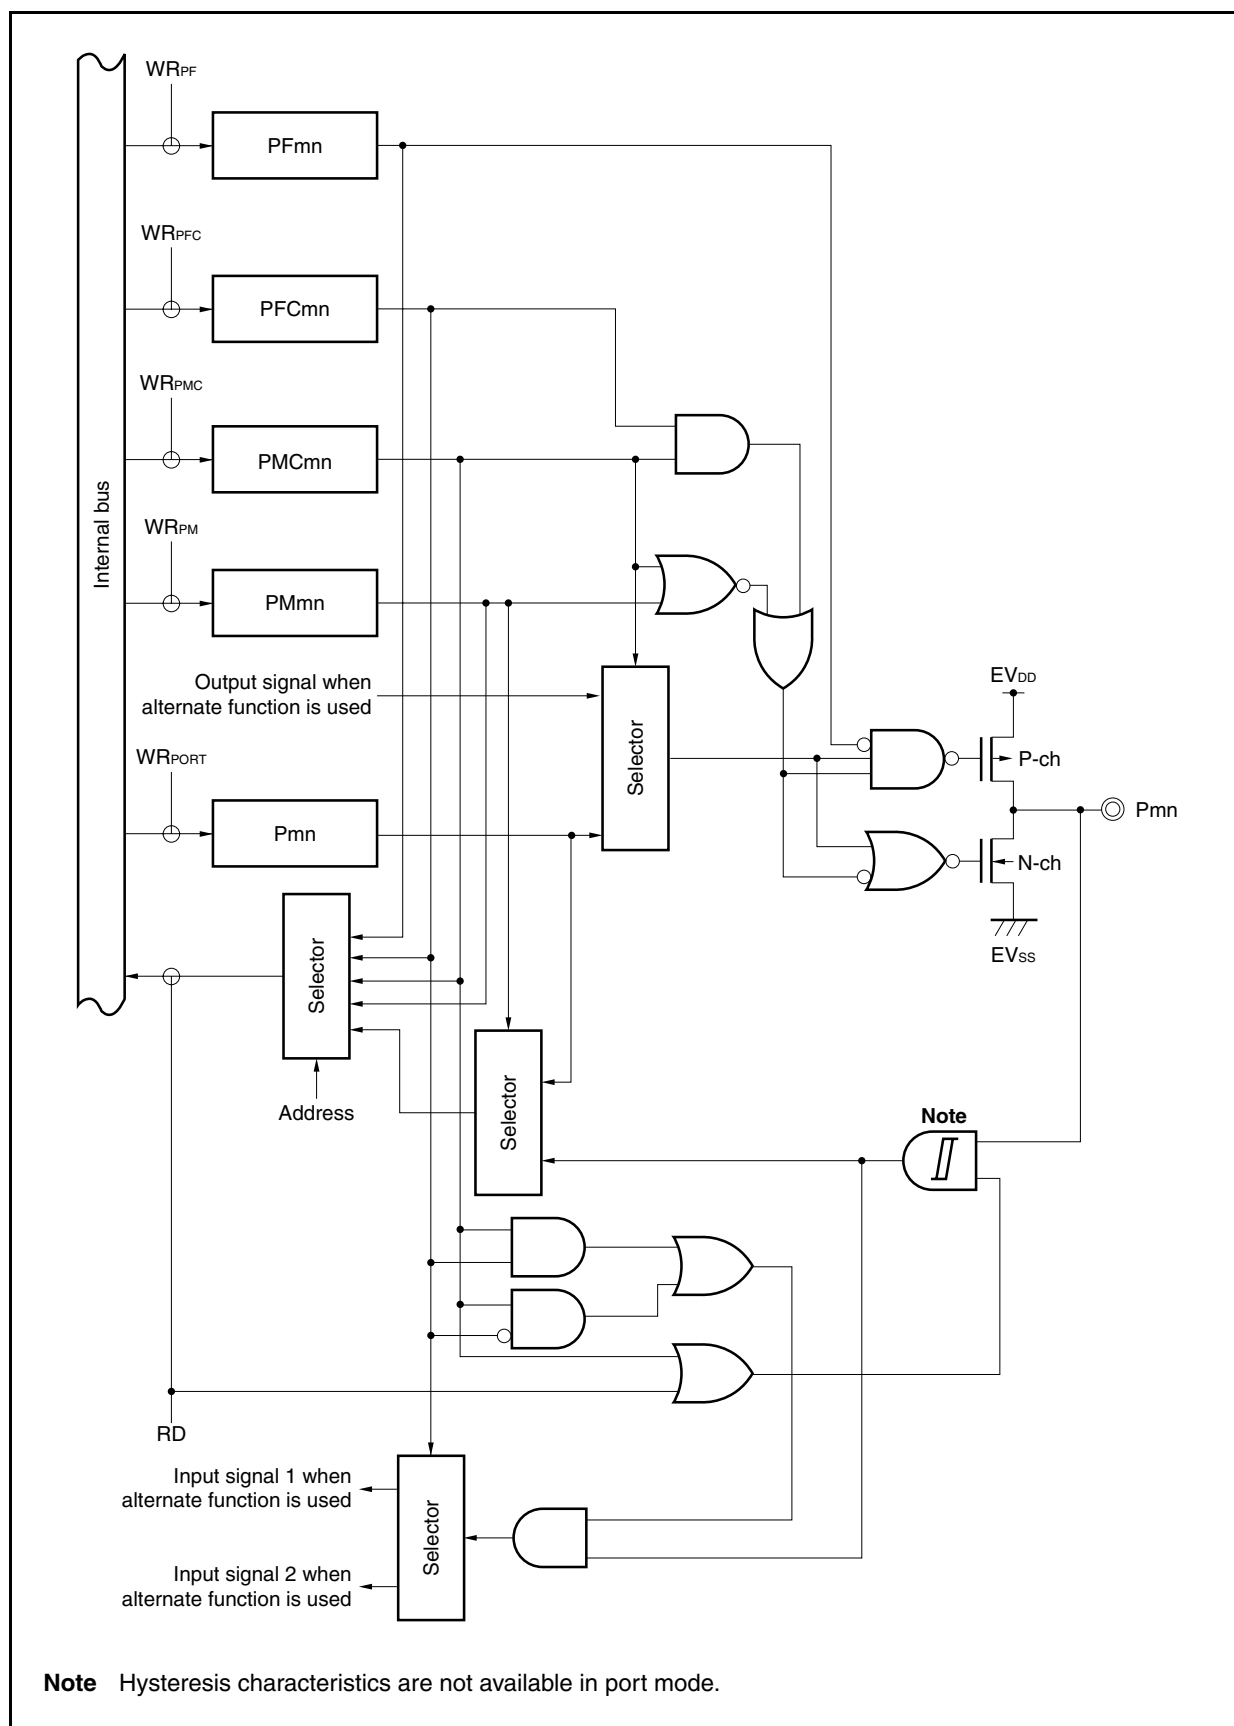 WRPF
PFmn
WRPFC
PFCmn
WRPMC
PMCmn
Internal bus
WRPM
PMmn
Output signal when
alternate function is used
Selector
EVDD
P-ch
WRPORT
Pmn
Pmn
N-ch
EVSS
Selector
Address
Selector
Note
RD
Input signal 1 when
alternate function is used
Selector
Input signal 2 when
alternate function is used
Note Hysteresis characteristics are not available in port mode.